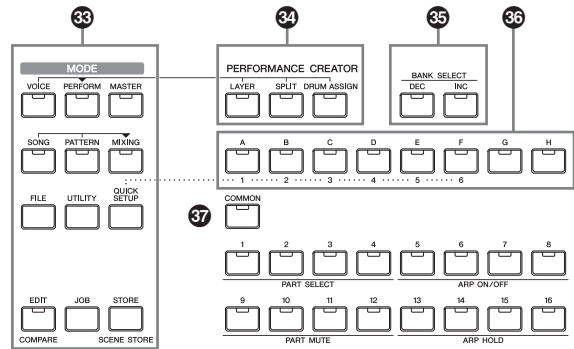 33 34 35 36
MODE
VOICE PERFORM MASTER
PERFORMANCE CREATOR
LAYER SPLIT DRUM ASSIGN
BANK SELECT
DEC INC
SONG PATTERN MIXING
A B C D E F G H
1 2 3 4 5 6
FILE UTILITY QUICK SETUP
37 COMMON
1 2 3 4 5 6 7 8
PART SELECT ARP ON/OFF
EDIT JOB STORE
9 10 11 12 13 14 15 16
COMPARE SCENE STORE
PART MUTE ARP HOLD